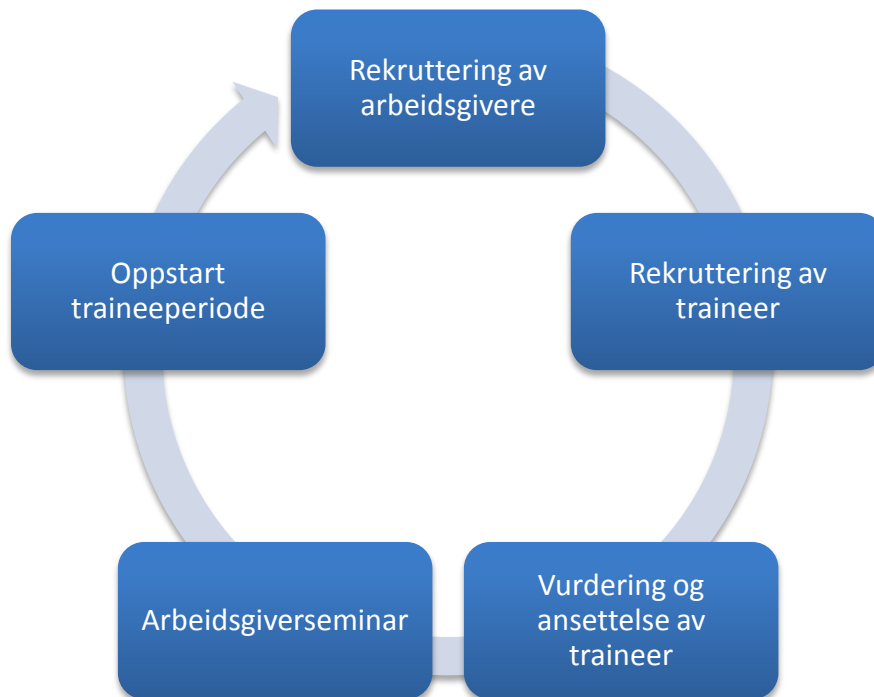 Rekruttering av
arbeidsgivere
Rekruttering av
traineer
Vurdering og
ansettelse av
traineer
Arbeidsgiverseminar
Oppstart
traineeperiode